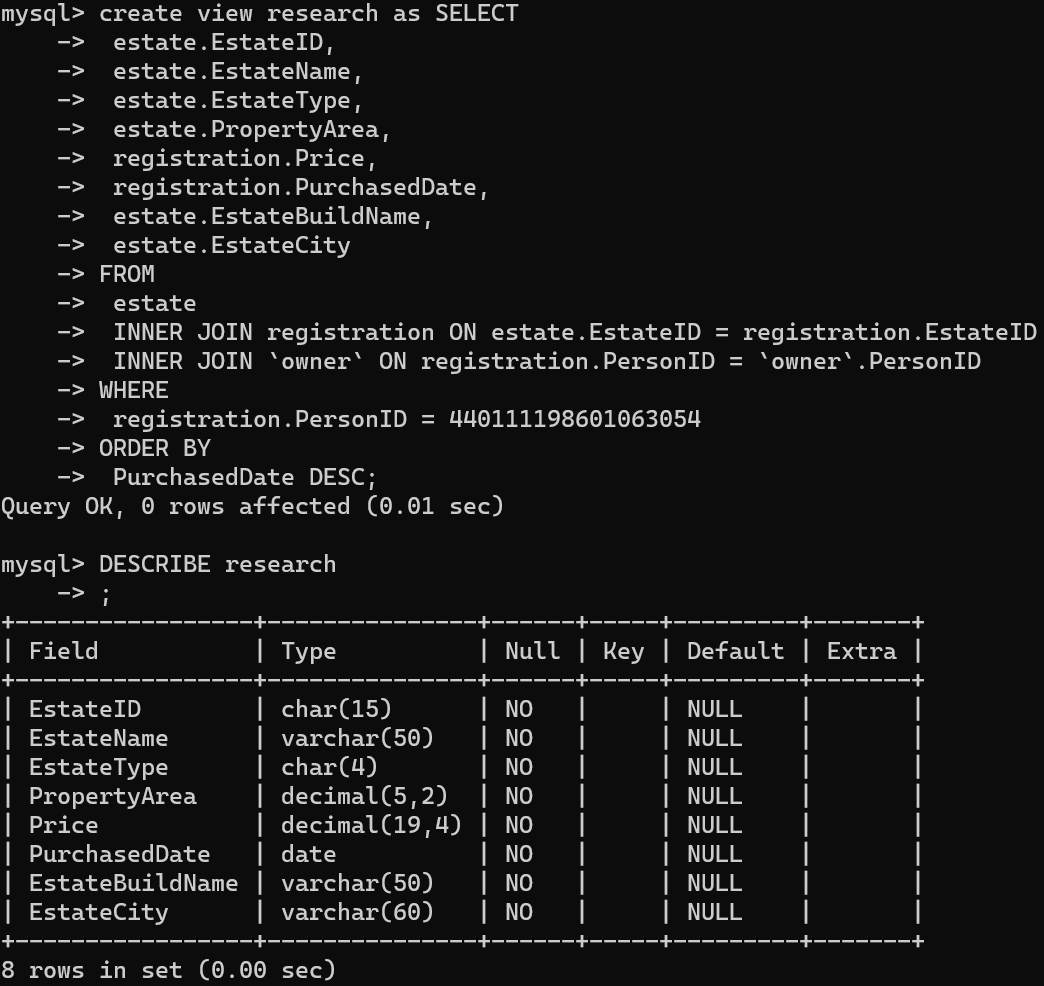 mysql> create view research as SELECT
    ->  estate.EstateID,
    ->  estate.EstateName,
    ->  estate.EstateType,
    ->  estate.PropertyArea,
    ->  registration.Price,
    ->  registration.PurchasedDate,
    ->  estate.EstateBuildName,
    ->  estate.EstateCity
    -> FROM
    ->  estate
    ->  INNER JOIN registration ON estate.EstateID = registration.EstateID
    ->  INNER JOIN `owner` ON registration.PersonID = `owner`.PersonID
    -> WHERE
    ->  registration.PersonID = 440111198601063054
    -> ORDER BY
    ->  PurchasedDate DESC;
Query OK, 0 rows affected (0.01 sec)

mysql> DESCRIBE research
    -> ;
+-----------------+---------------+------+-----+---------+-------+
| Field           | Type          | Null | Key | Default | Extra |
+-----------------+---------------+------+-----+---------+-------+
| EstateID        | char(15)      | NO   |     | NULL    |       |
| EstateName      | varchar(50)   | NO   |     | NULL    |       |
| EstateType      | char(4)       | NO   |     | NULL    |       |
| PropertyArea    | decimal(5,2)  | NO   |     | NULL    |       |
| Price           | decimal(19,4) | NO   |     | NULL    |       |
| PurchasedDate   | date          | NO   |     | NULL    |       |
| EstateBuildName | varchar(50)   | NO   |     | NULL    |       |
| EstateCity      | varchar(60)   | NO   |     | NULL    |       |
+-----------------+---------------+------+-----+---------+-------+
8 rows in set (0.00 sec)